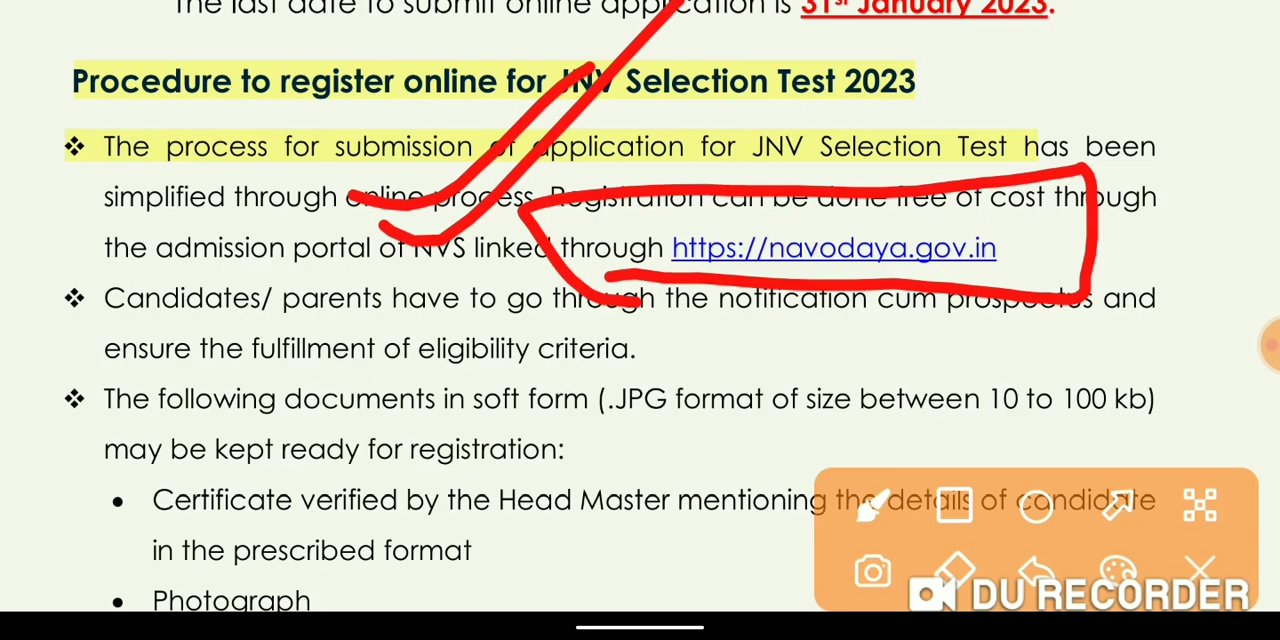 The last date to submit online application is 31st January 2023.
Procedure to register online for JNV Selection Test 2023
❖ The process for submission of application for JNV Selection Test has been
simplified through online process. Registration can be done free of cost through
the admission portal of NVS linked through https://navodaya.gov.in
❖ Candidates/ parents have to go through the notification cum prospectus and
ensure the fulfillment of eligibility criteria.
❖ The following documents in soft form (.JPG format of size between 10 to 100 kb)
may be kept ready for registration:
• Certificate verified by the Head Master mentioning the details of candidate
in the prescribed format
• Photograph
DU RECORDER